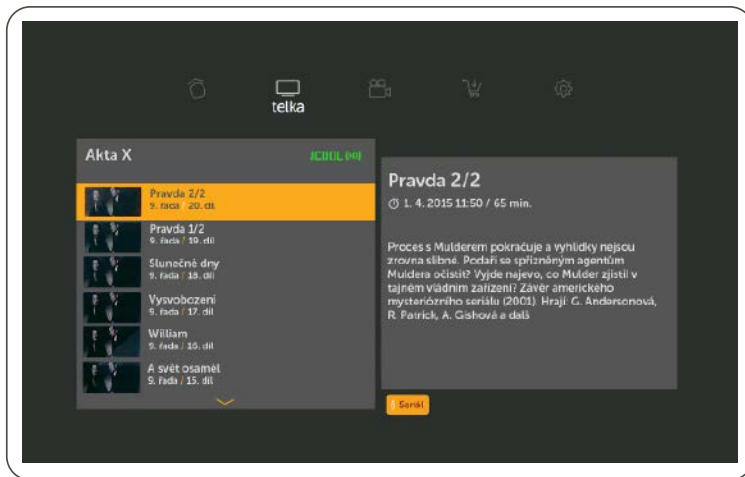 telka
Akta X
Pravda 2/2
9. řada / 20. díl
Pravda 1/2
9. řada / 19. díl
Slunečné dny
9. řada / 18. díl
Vysvobození
9. řada / 17. díl
William
9. řada / 16. díl
A svět osaměl
9. řada / 15. díl
Pravda 2/2
1. 4. 2015 11:50 / 65 min.
Proces s Mulderem pokračuje a vyhlídky nejsou
zrovna slibné. Podaří se spřízněným agentům
Muldera očistit? Vyjde najevo, co Mulder zjistil v
tajném vládním zařízení? Závěr amerického
mysteriózního seriálu (2001). Hrají: G. Andersonová,
R. Patrick, A. Gishová a další
Seriál